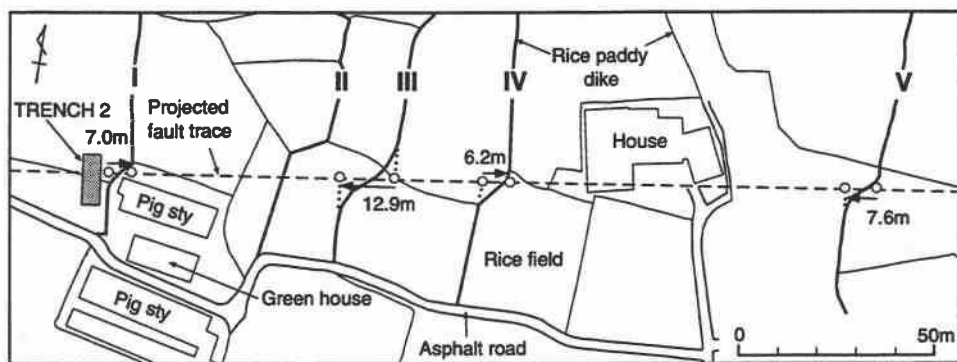 I
II
III
IV
V
Rice paddy
dike
TRENCH 2
7.0m
Projected
fault trace
6.2m
House
12.9m
7.6m
Pig sty
Rice field
Green house
Pig sty
Asphalt road
0
50m